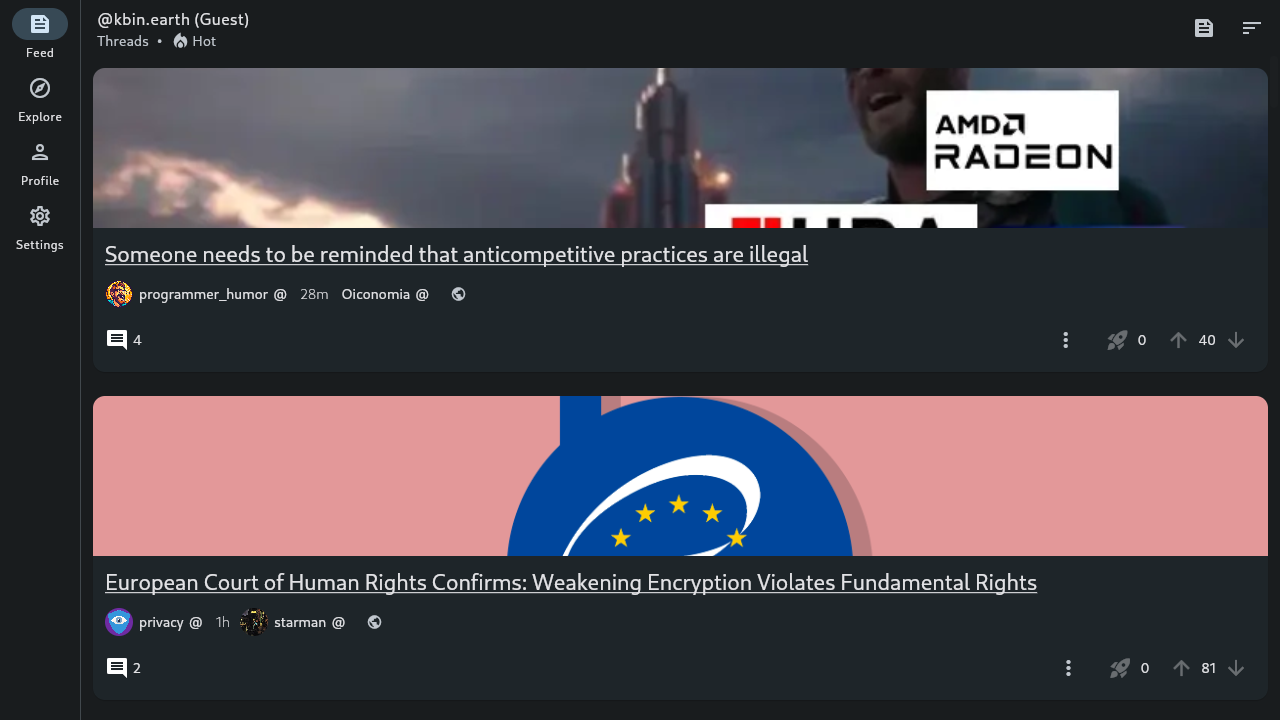 @kbin.earth (Guest)
Threads • Hot
Feed
Explore
Profile
Settings
AMD
RADEON
Someone needs to be reminded that anticompetitive practices are illegal
programmer_humor @ 28m Oiconomia @
4
0 40
European Court of Human Rights Confirms: Weakening Encryption Violates Fundamental Rights
privacy @ 1h starman @
2
0 81